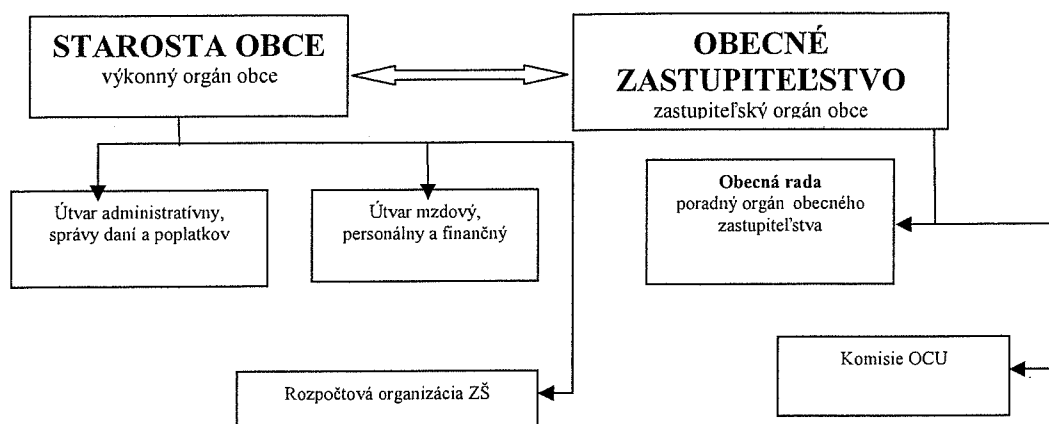 STAROSTA OBCE
výkonný orgán obce
OBECNÉ
ZASTUPITEĽSTVO
zastupiteľský orgán obce
Útvar administratívny,
správy daní a poplatkov
Útvar mzdový,
personálny a finančný
Obecná rada
poradný orgán obecného
zastupiteľstva
Komisie OCU
Rozpočtová organizácia ZŠ